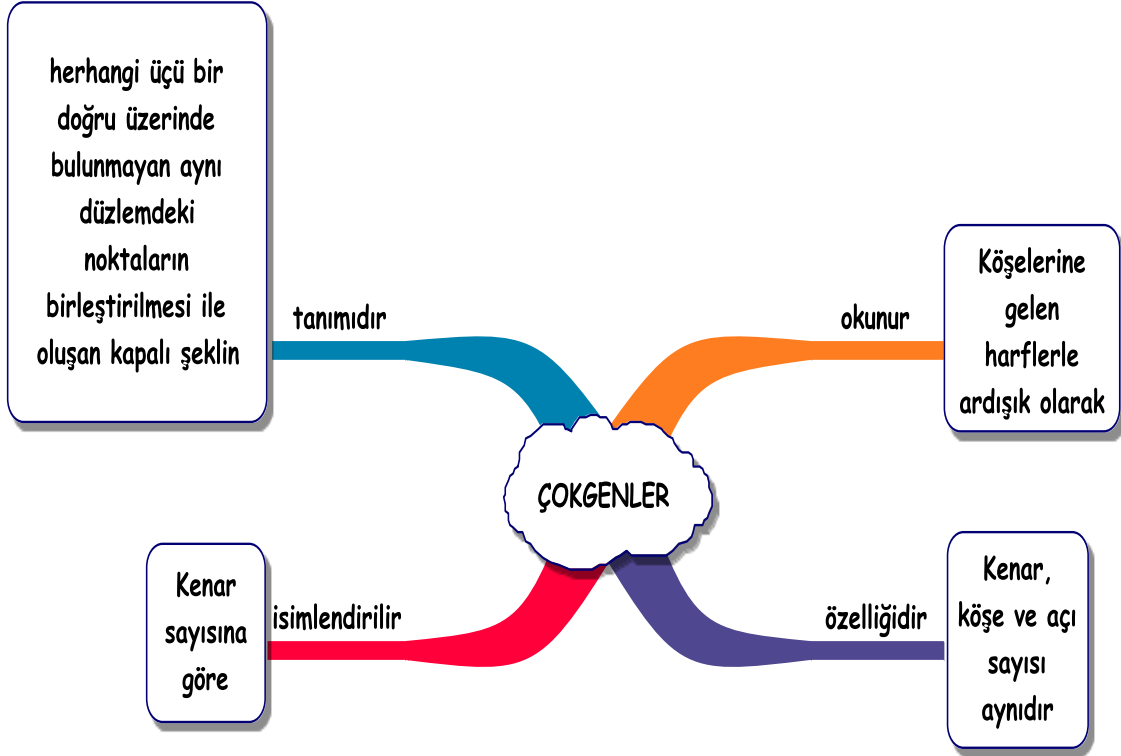 herhangi üçü bir
doğru üzerinde
bulunmayan aynı
düzlemdeki
noktaların
birleştirilmesi ile
oluşan kapalı şeklin
tanımıdır
okunur
Köşelerine
gelen
harflerle
ardışık olarak
ÇOKGENLER
Kenar
sayısına
göre
isimlendirilir
özelliğidir
Kenar,
köşe ve açı
sayısı
aynıdır